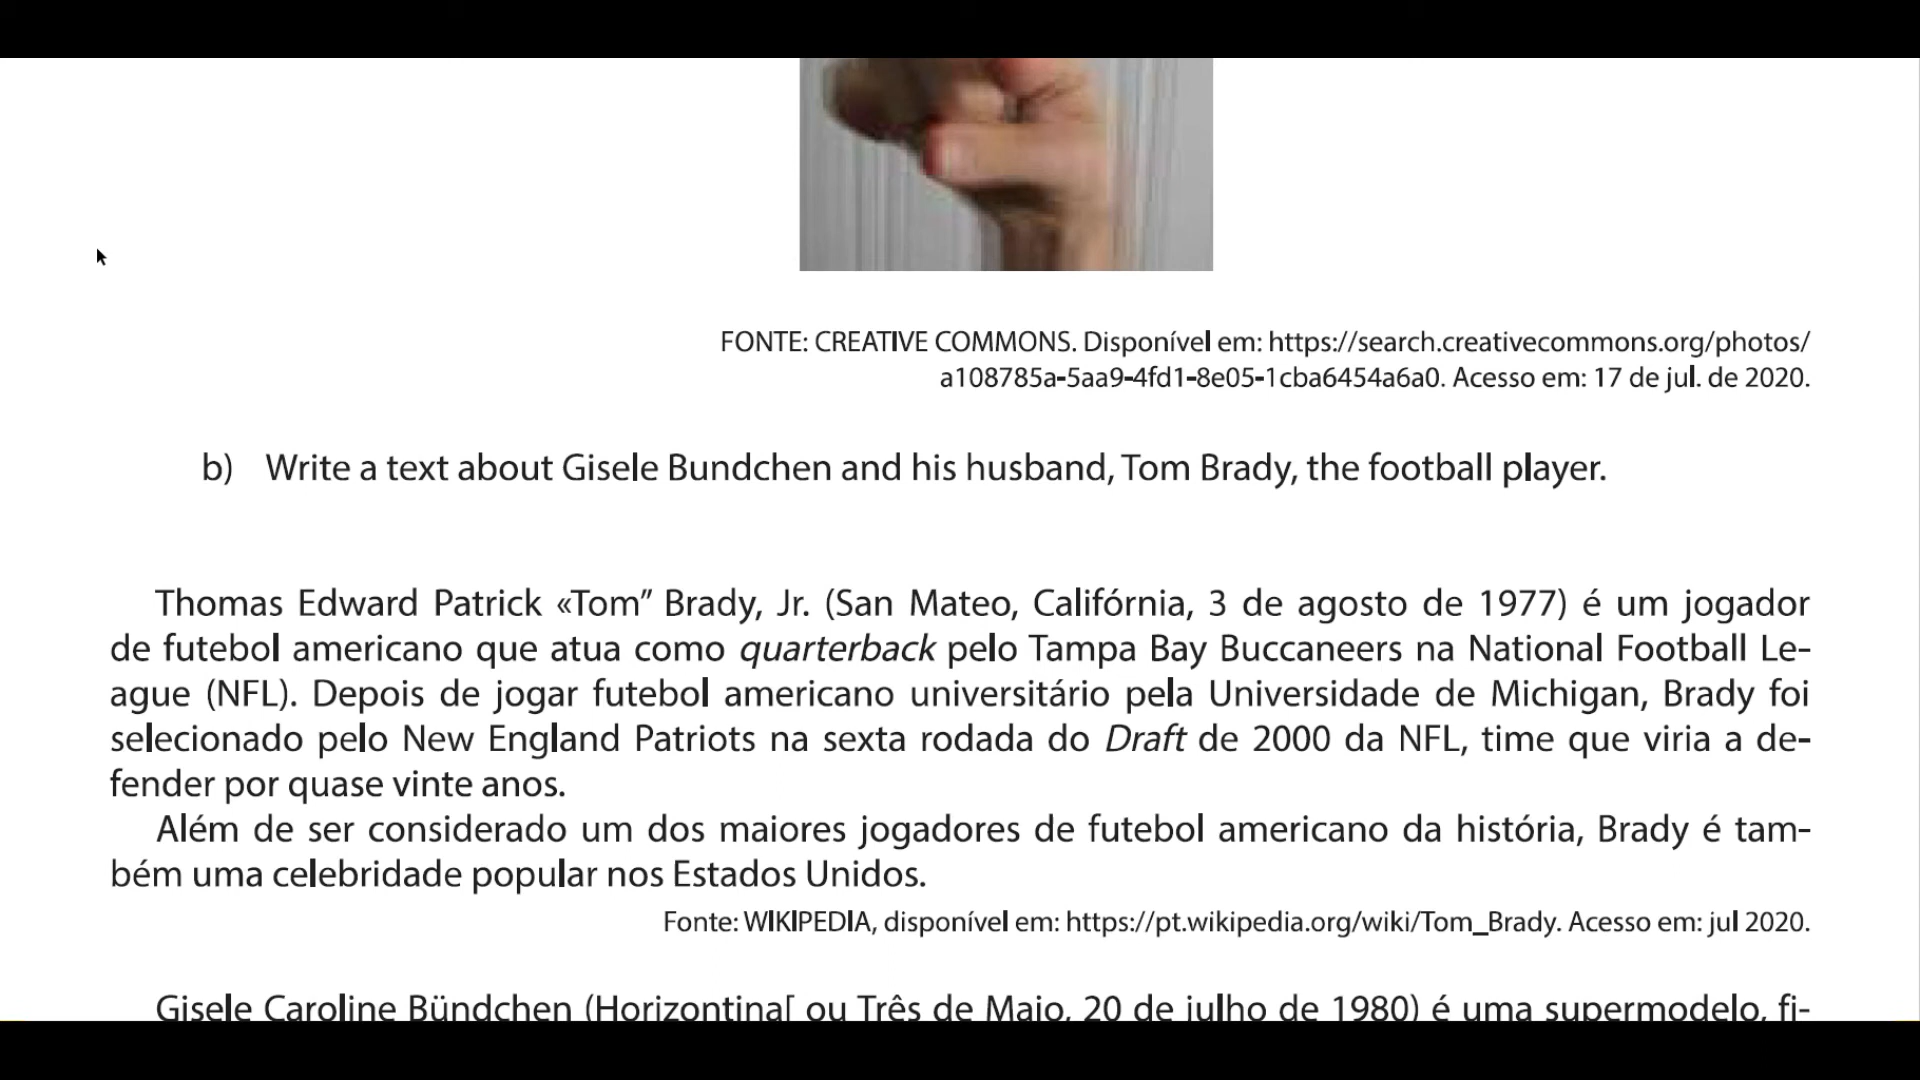 FONTE: CREATIVE COMMONS. Disponível em: https://search.creativecommons.org/photos/
a108785a-5aa9-4fd1-8e05-1cba6454a6a0. Acesso em: 17 de jul. de 2020.
b) Write a text about Gisele Bundchen and his husband, Tom Brady, the football player.
Thomas Edward Patrick «Tom” Brady, Jr. (San Mateo, Califórnia, 3 de agosto de 1977) é um jogador
de futebol americano que atua como quarterback pelo Tampa Bay Buccaneers na National Football Le-
ague (NFL). Depois de jogar futebol americano universitário pela Universidade de Michigan, Brady foi
selecionado pelo New England Patriots na sexta rodada do Draft de 2000 da NFL, time que viria a de-
fender por quase vinte anos.
Além de ser considerado um dos maiores jogadores de futebol americano da história, Brady é tam-
bém uma celebridade popular nos Estados Unidos.
Fonte: WIKIPEDIA, disponível em: https://pt.wikipedia.org/wiki/Tom_Brady. Acesso em: jul 2020.
Gisele Caroline Bündchen (Horizontina[ ou Três de Maio, 20 de julho de 1980) é uma supermodelo, fi-